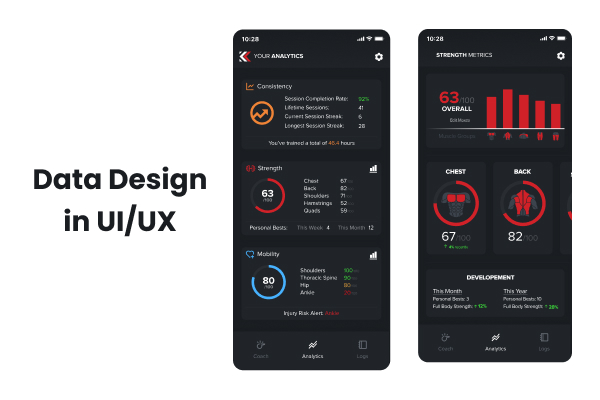 Data Design
in UI/UX
10:28
YOUR ANALYTICS
Consistency
Session Completion Rate: 92%
Lifetime Sessions: 41
Current Session Streak: 6
Longest Session Streak: 28
You've trained a total of 46.4 hours
Strength
63
/100
Chest 67
Back 82
Shoulders 71
Hamstrings 52
Quads 59
Personal Bests: This Week 4 This Month 12
Mobility
80
/100
Shoulders 100
Thoracic Spine 90
Hip 80
Ankle
Injury Risk Alert: Ankle
Coach
Analytics
Logs
10:28
STRENGTH METRICS
63/100
OVERALL
Edit Muscles
Muscle Groups
CHEST
67/100
BACK
82/100
DEVELOPEMENT
This Month
Personal Bests: 3
Full Body Strength: ↑ 12%
This Year
Personal Bests: 10
Full Body Strength: ↑ 28%
Coach
Analytics
Logs